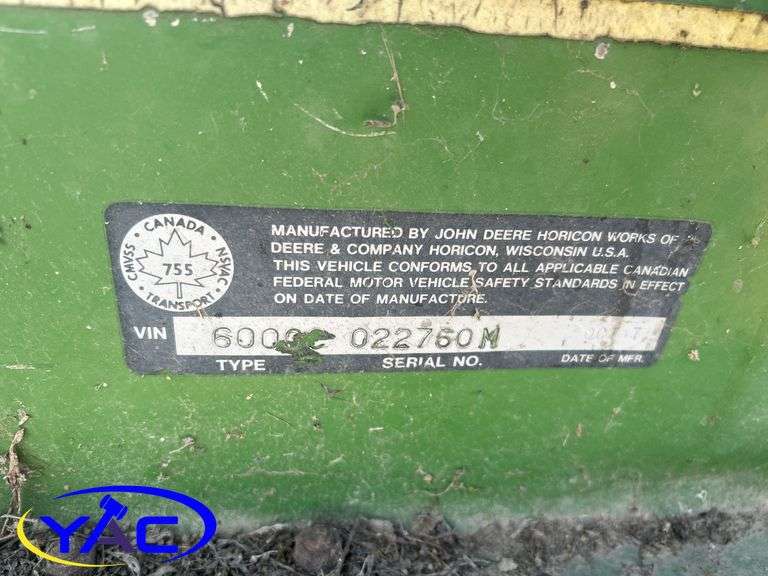 CANADA
CMVSS
NSVAC
755
TRANSPORT
MANUFACTURED BY JOHN DEERE HORICON WORKS OF
DEERE & COMPANY HORICON, WISCONSIN U.S.A.
THIS VEHICLE CONFORMS TO ALL APPLICABLE CANADIAN
FEDERAL MOTOR VEHICLE SAFETY STANDARDS IN EFFECT
ON DATE OF MANUFACTURE.
VIN 022760M
TYPE SERIAL NO. DATE OF MFR.
YAC